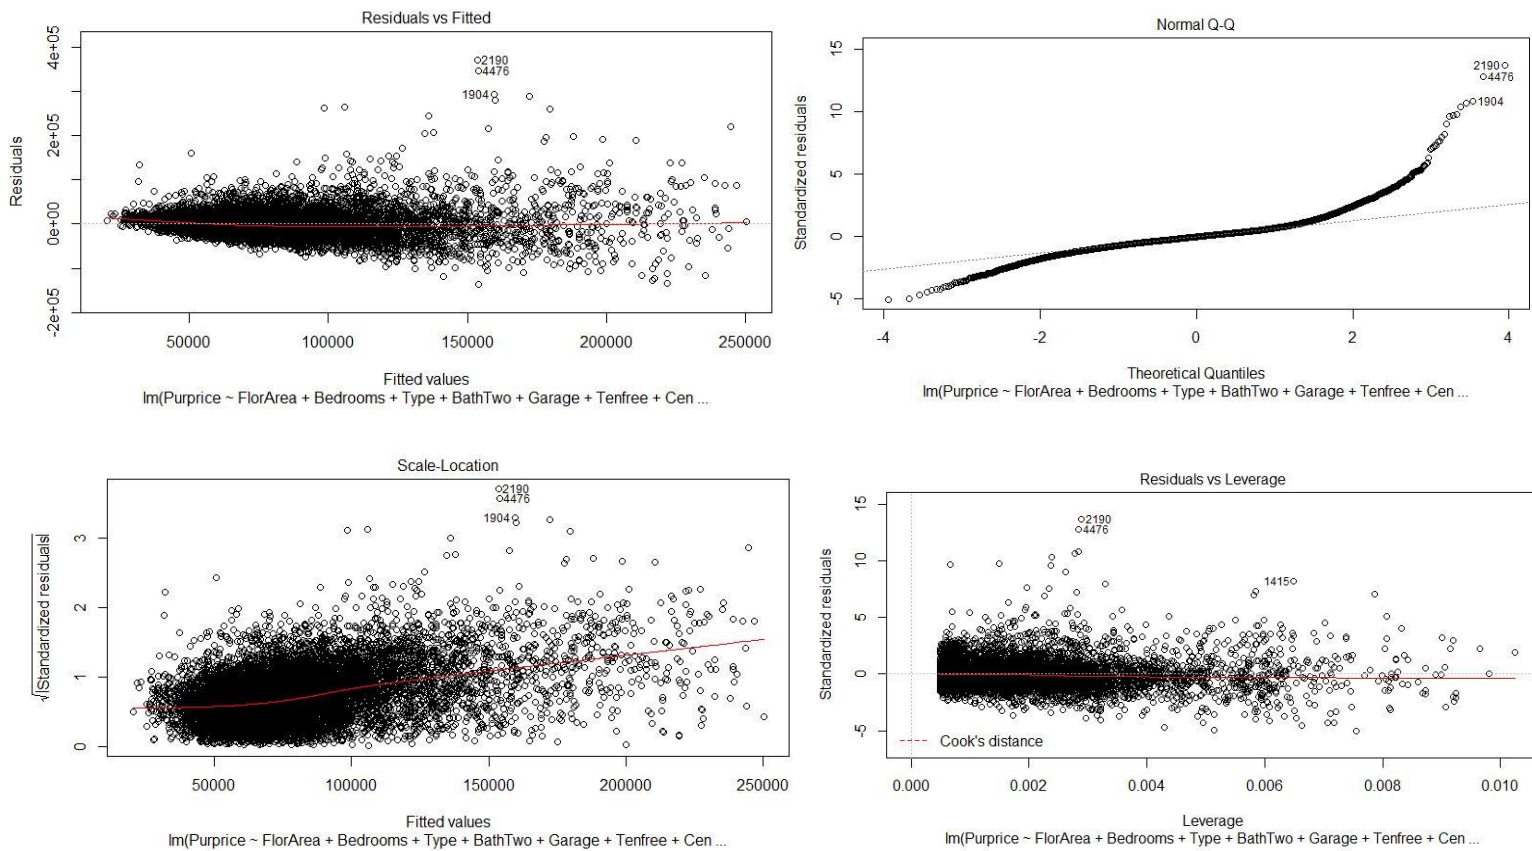 Residuals vs Fitted
Residuals
4e+05
2e+05
0e+00
-2e+05
2190
4476
1904
50000 100000 150000 200000 250000
Fitted values
lm(Purprice ~ FlorArea + Bedrooms + Type + BathTwo + Garage + Tenfree + Cen ...
Normal Q-Q
Standardized residuals
15
10
5
0
-5
2190
4476
1904
-4 -2 0 2 4
Theoretical Quantiles
lm(Purprice ~ FlorArea + Bedrooms + Type + BathTwo + Garage + Tenfree + Cen ...
Scale-Location
√|Standardized residuals|
3
2
1
0
2190
4476
1904
50000 100000 150000 200000 250000
Fitted values
lm(Purprice ~ FlorArea + Bedrooms + Type + BathTwo + Garage + Tenfree + Cen ...
Residuals vs Leverage
Standardized residuals
15
10
5
0
-5
2190
4476
1415
Cook's distance
0.000 0.002 0.004 0.006 0.008 0.010
Leverage
lm(Purprice ~ FlorArea + Bedrooms + Type + BathTwo + Garage + Tenfree + Cen ...